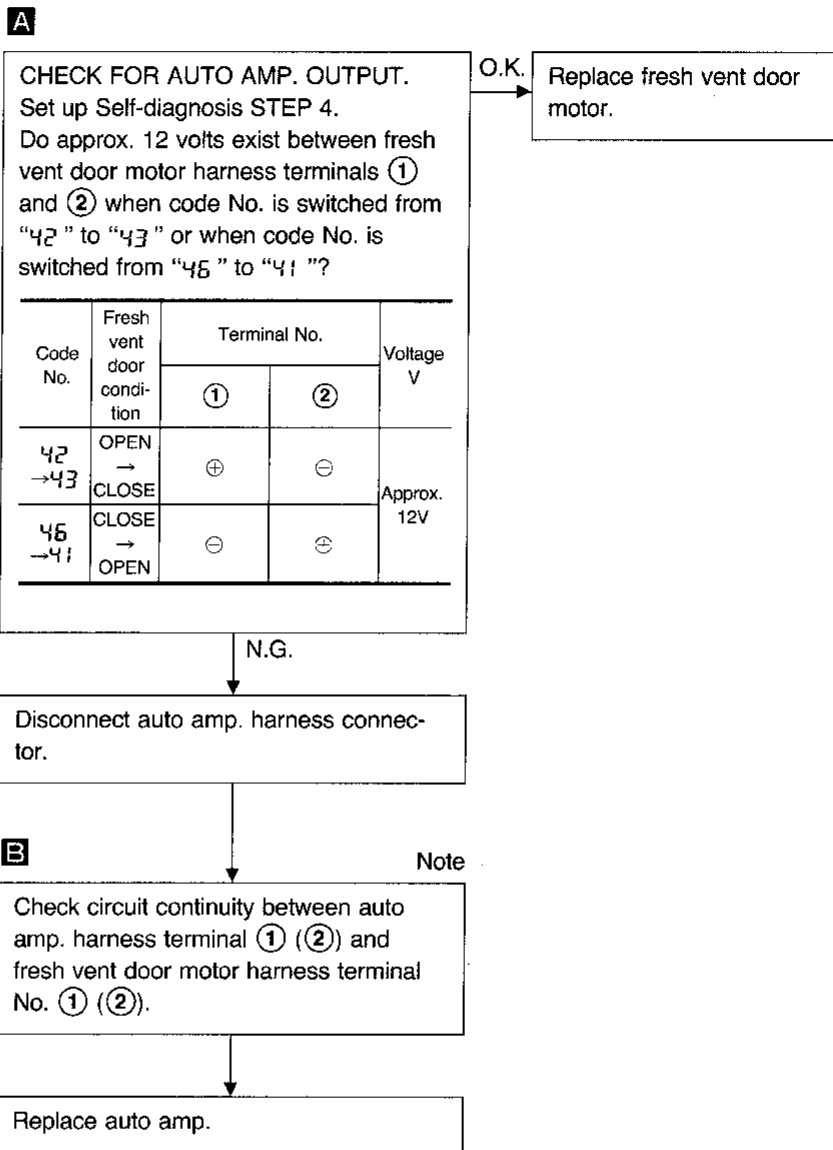 A
CHECK FOR AUTO AMP. OUTPUT.
Set up Self-diagnosis STEP 4.
Do approx. 12 volts exist between fresh
vent door motor harness terminals ①
and ② when code No. is switched from
“42” to “43” or when code No. is
switched from “46” to “41”?
O.K.
Replace fresh vent door
motor.
Code
No.
Fresh
vent
door
condi-
tion
Terminal No.
① ②
Voltage
V
42
→43
OPEN
→
CLOSE
⊕ ⊖
46
→41
CLOSE
→
OPEN
⊖ ⊕
Approx.
12V
N.G.
Disconnect auto amp. harness connec-
tor.
B
Note
Check circuit continuity between auto
amp. harness terminal ① (②) and
fresh vent door motor harness terminal
No. ① (②).
Replace auto amp.